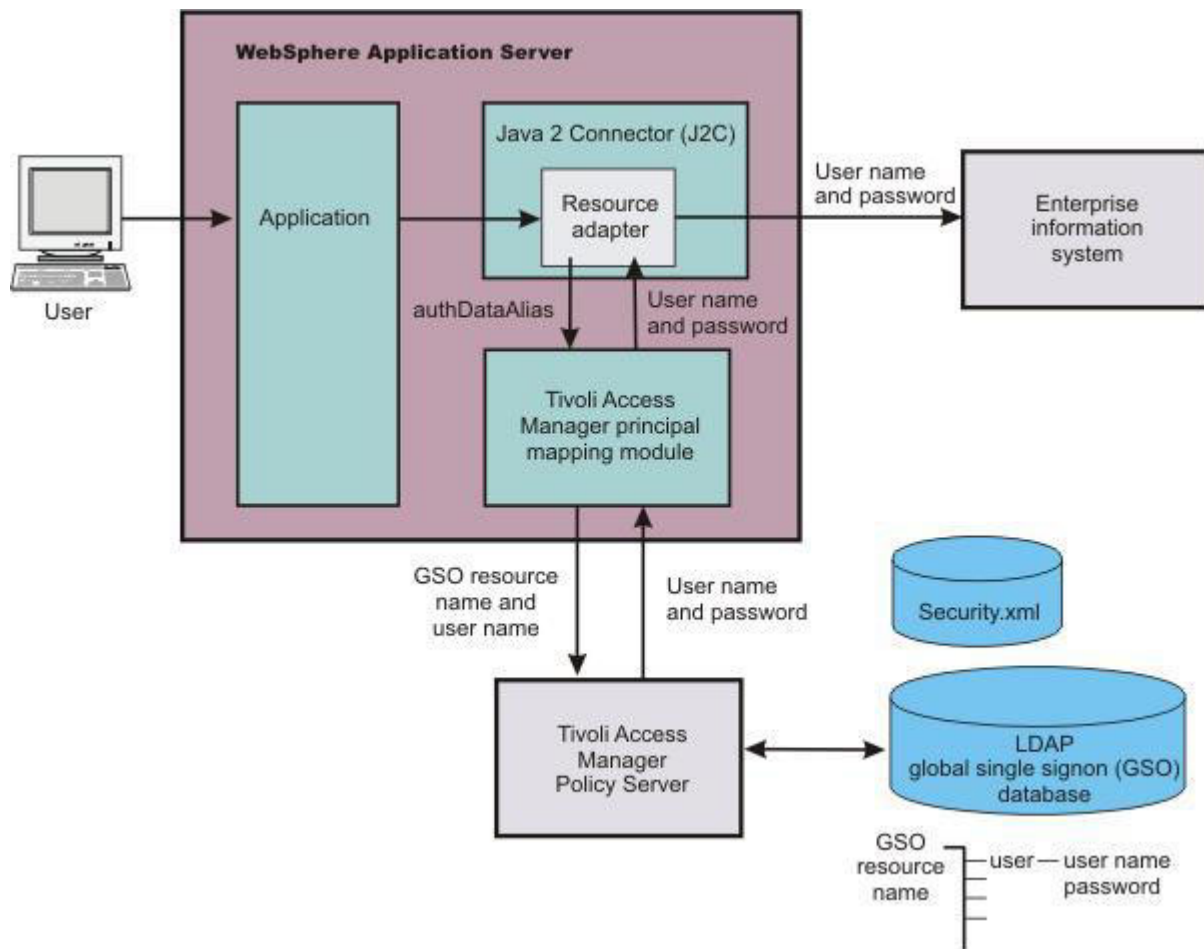 WebSphere Application Server
Java 2 Connector (J2C)
User name
and password
Application
Resource
adapter
Enterprise
information
system
User
authDataAlias
User name
and password
Tivoli Access
Manager principal
mapping module
GSO resource
name and
user name
User name
and password
Security.xml
Tivoli Access
Manager
Policy Server
LDAP
global single signon (GSO)
database
GSO
resource
name
user
user name
password